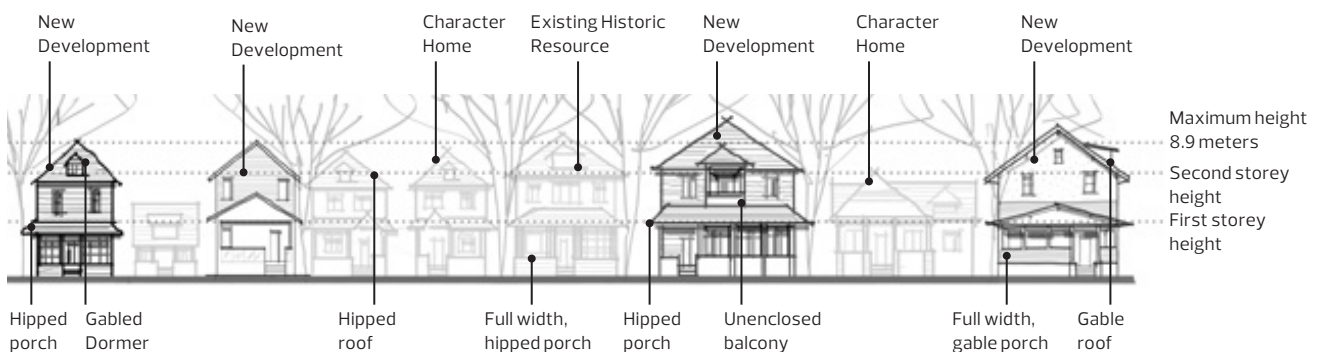 New
Development
New
Development
Character
Home
Existing Historic
Resource
New
Development
Character
Home
New
Development
Maximum height
8.9 meters
Second storey
height
First storey
height
Hipped
porch
Gabled
Dormer
Hipped
roof
Full width,
hipped porch
Hipped
porch
Unenclosed
balcony
Full width,
gable porch
Gable
roof